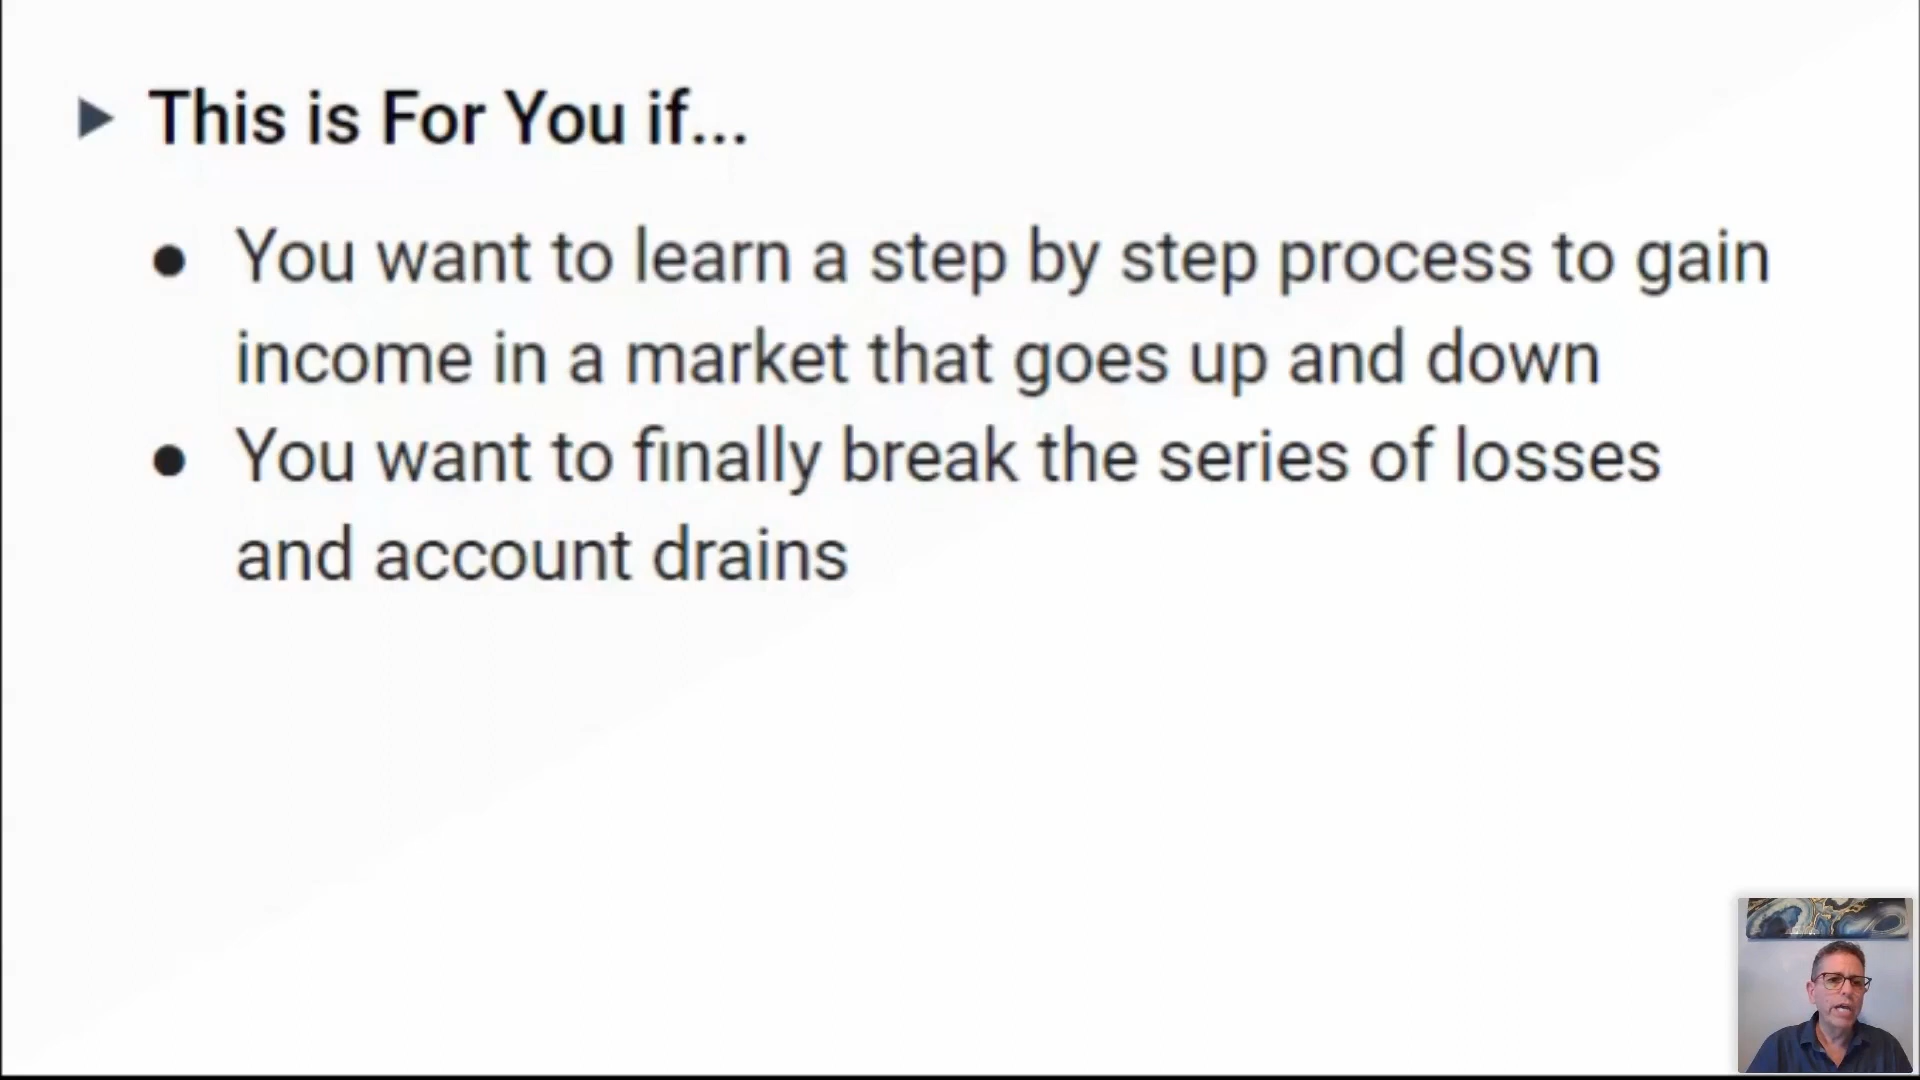 This is For You if...
You want to learn a step by step process to gain
income in a market that goes up and down
You want to finally break the series of losses
and account drains